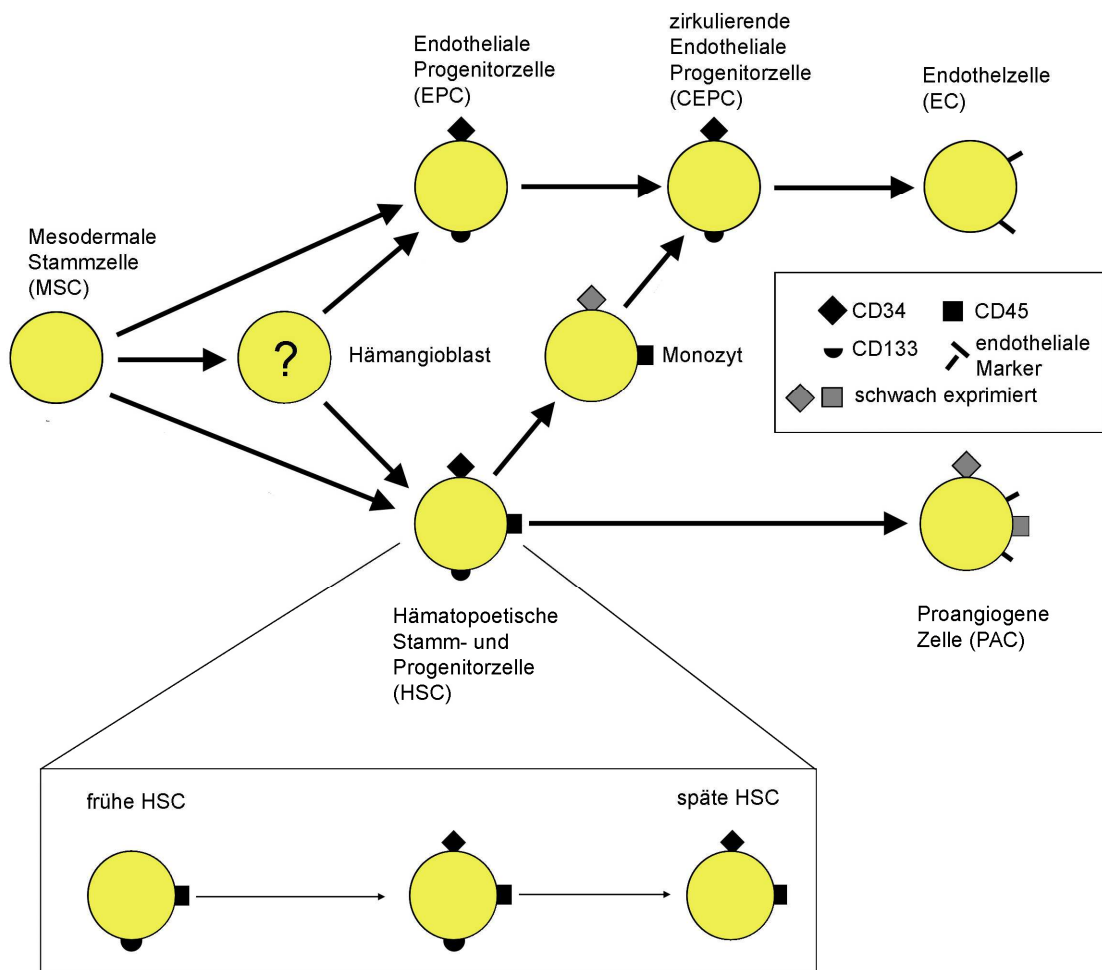 Endotheliale
Progenitorzelle
(EPC)
zirkulierende
Endotheliale
Progenitorzelle
(CEPC)
Endothelzelle
(EC)
Mesodermale
Stammzelle
(MSC)
?
Hämangioblast
Monozyt
CD34
CD45
CD133
endotheliale
Marker
schwach exprimiert
Hämatopoetische
Stamm- und
Progenitorzelle
(HSC)
Proangiogene
Zelle (PAC)
frühe HSC
späte HSC